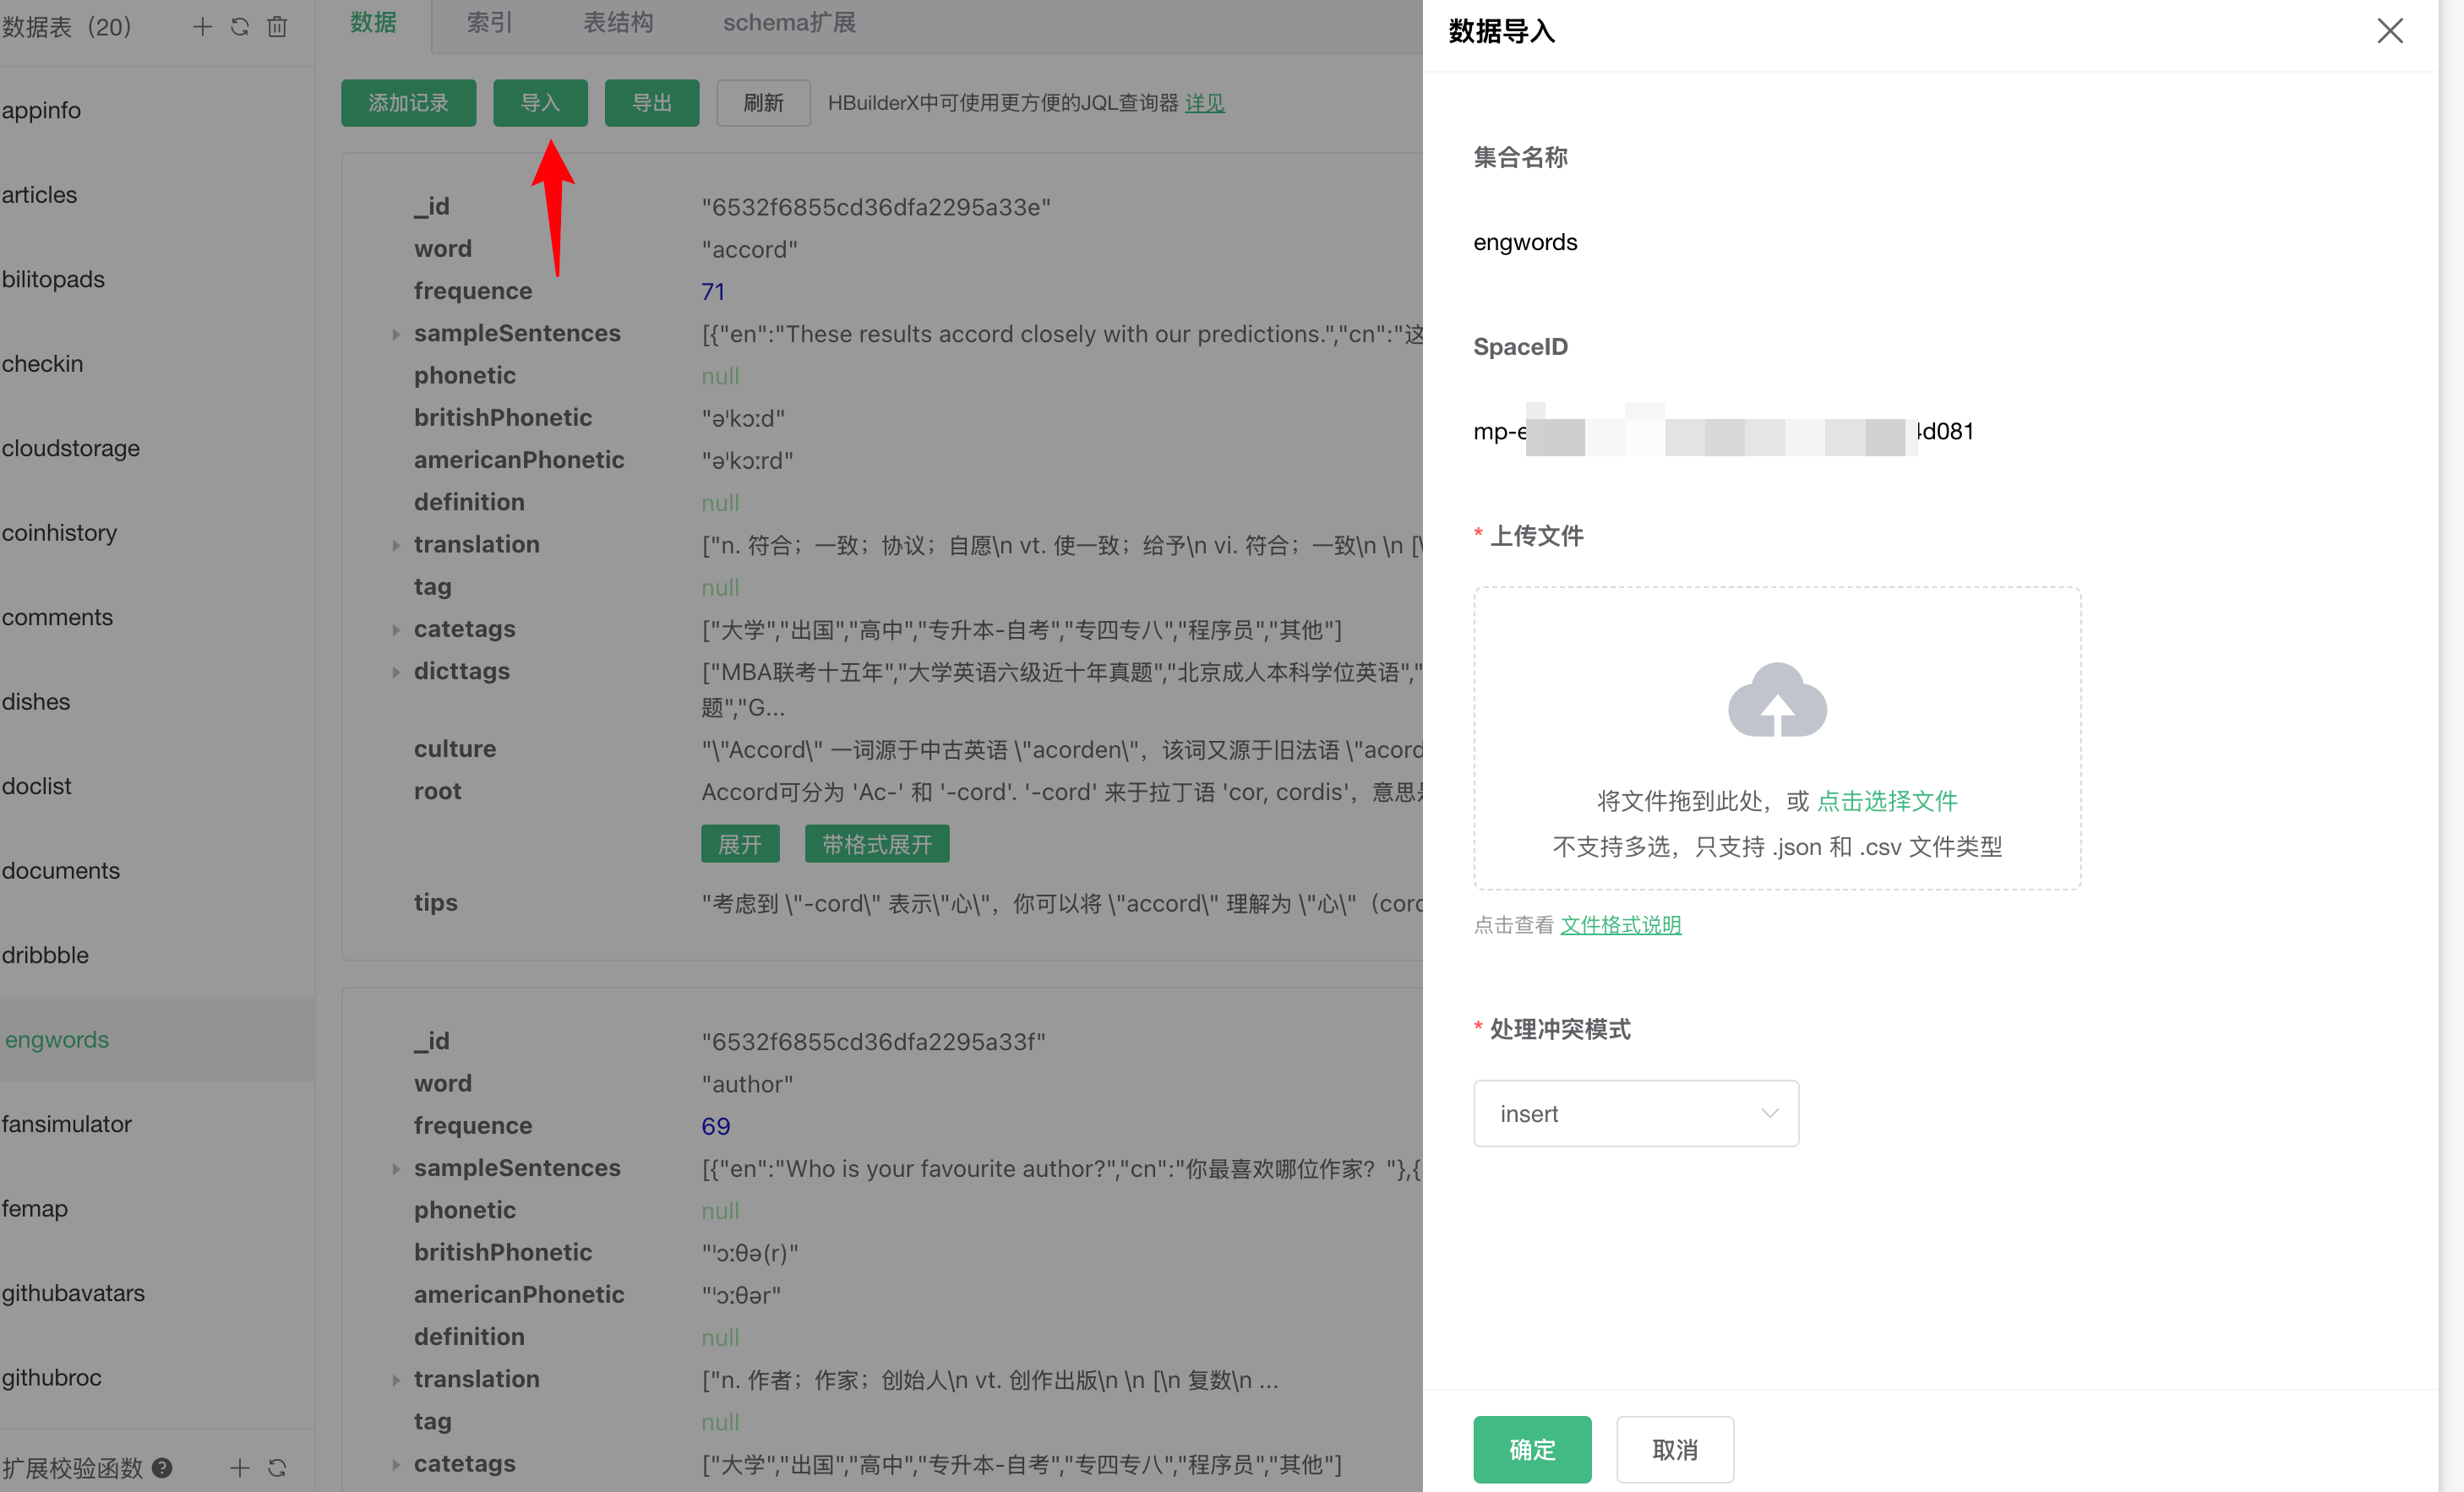 数据表（20）
appinfo
articles
bilitopads
checkin
cloudstorage
coinhistory
comments
dishes
doclist
documents
dribbble
engwords
fansimulator
femap
githubavatars
githubroc
扩展校验函数
数据 索引 表结构 schema扩展
添加记录 导入 导出 刷新 HBuilderX中可使用更方便的JQL查询器 详见
_id "6532f6855cd36dfa2295a33e"
word "accord"
frequence 71
sampleSentences [{"en":"These results accord closely with our predictions.","cn":"这
phonetic null
britishPhonetic "ə'kɔːd"
americanPhonetic "ə'kɔːrd"
definition null
translation ["n. 符合；一致；协议；自愿\n vt. 使一致；给予\n vi. 符合；一致\n \n [\
tag null
catetags ["大学","出国","高中","专升本-自考","专四专八","程序员","其他"]
dicttags ["MBA联考十五年","大学英语六级近十年真题","北京成人本科学位英语","
题","G...
culture "\"Accord\" 一词源于中古英语 \"acorden\"，该词又源于旧法语 \"acord
root Accord可分为 'Ac-' 和 '-cord'. '-cord' 来于拉丁语 'cor, cordis'，意思是
展开 带格式展开
tips "考虑到 \"-cord\" 表示\"心\"，你可以将 \"accord\" 理解为 \"心\"（cord
_id "6532f6855cd36dfa2295a33f"
word "author"
frequence 69
sampleSentences [{"en":"Who is your favourite author?","cn":"你最喜欢哪位作家？"},{
phonetic null
britishPhonetic "'ɔːθə(r)"
americanPhonetic "'ɔːθər"
definition null
translation ["n. 作者；作家；创始人\n vt. 创作出版\n \n [\n 复数\n ...
tag null
catetags ["大学","出国","高中","专升本-自考","专四专八","程序员","其他"]
数据导入
集合名称
engwords
SpaceID
mp-e 4d081
* 上传文件
将文件拖到此处，或 点击选择文件
不支持多选，只支持 .json 和 .csv 文件类型
点击查看 文件格式说明
* 处理冲突模式
insert
确定 取消